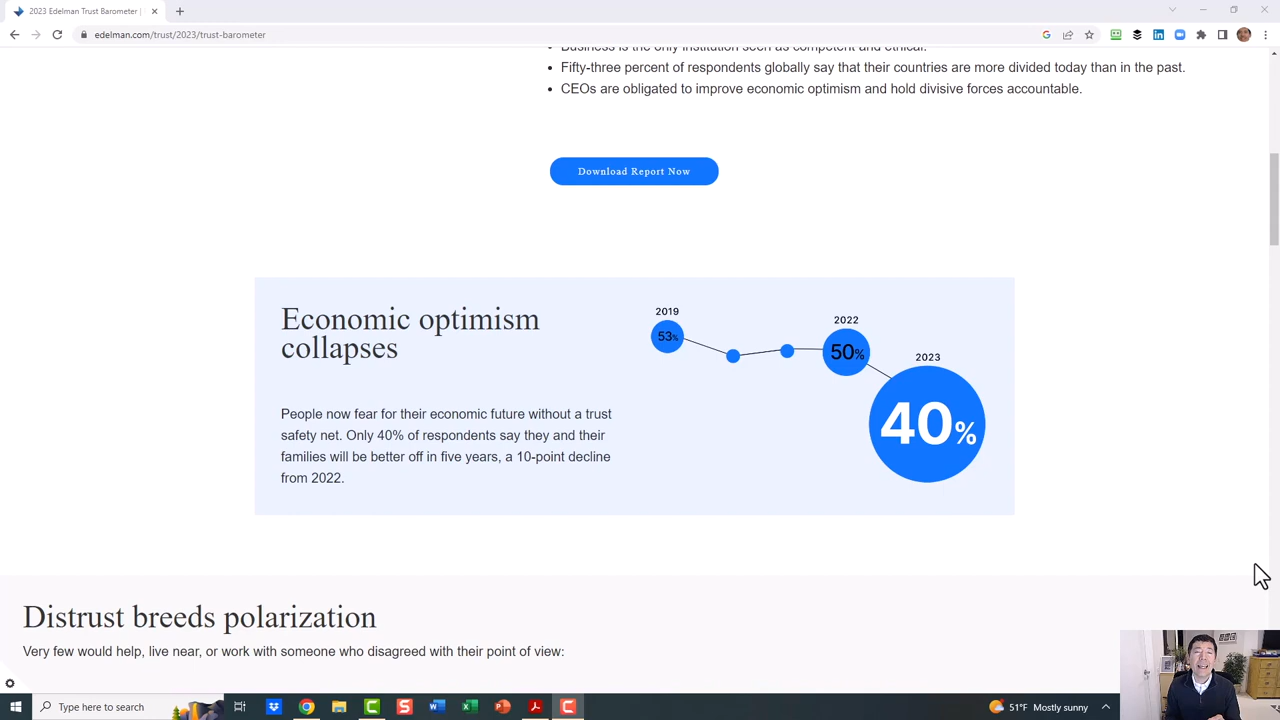 2023 Edelman Trust Barometer |
edelman.com/trust/2023/trust-barometer
Business is the only institution seen as competent and ethical.
Fifty-three percent of respondents globally say that their countries are more divided today than in the past.
CEOs are obligated to improve economic optimism and hold divisive forces accountable.
Download Report Now
Economic optimism
collapses
People now fear for their economic future without a trust
safety net. Only 40% of respondents say they and their
families will be better off in five years, a 10-point decline
from 2022.
2019
53%
2022
50%
2023
40%
Distrust breeds polarization
Very few would help, live near, or work with someone who disagreed with their point of view:
Type here to search
51°F Mostly sunny